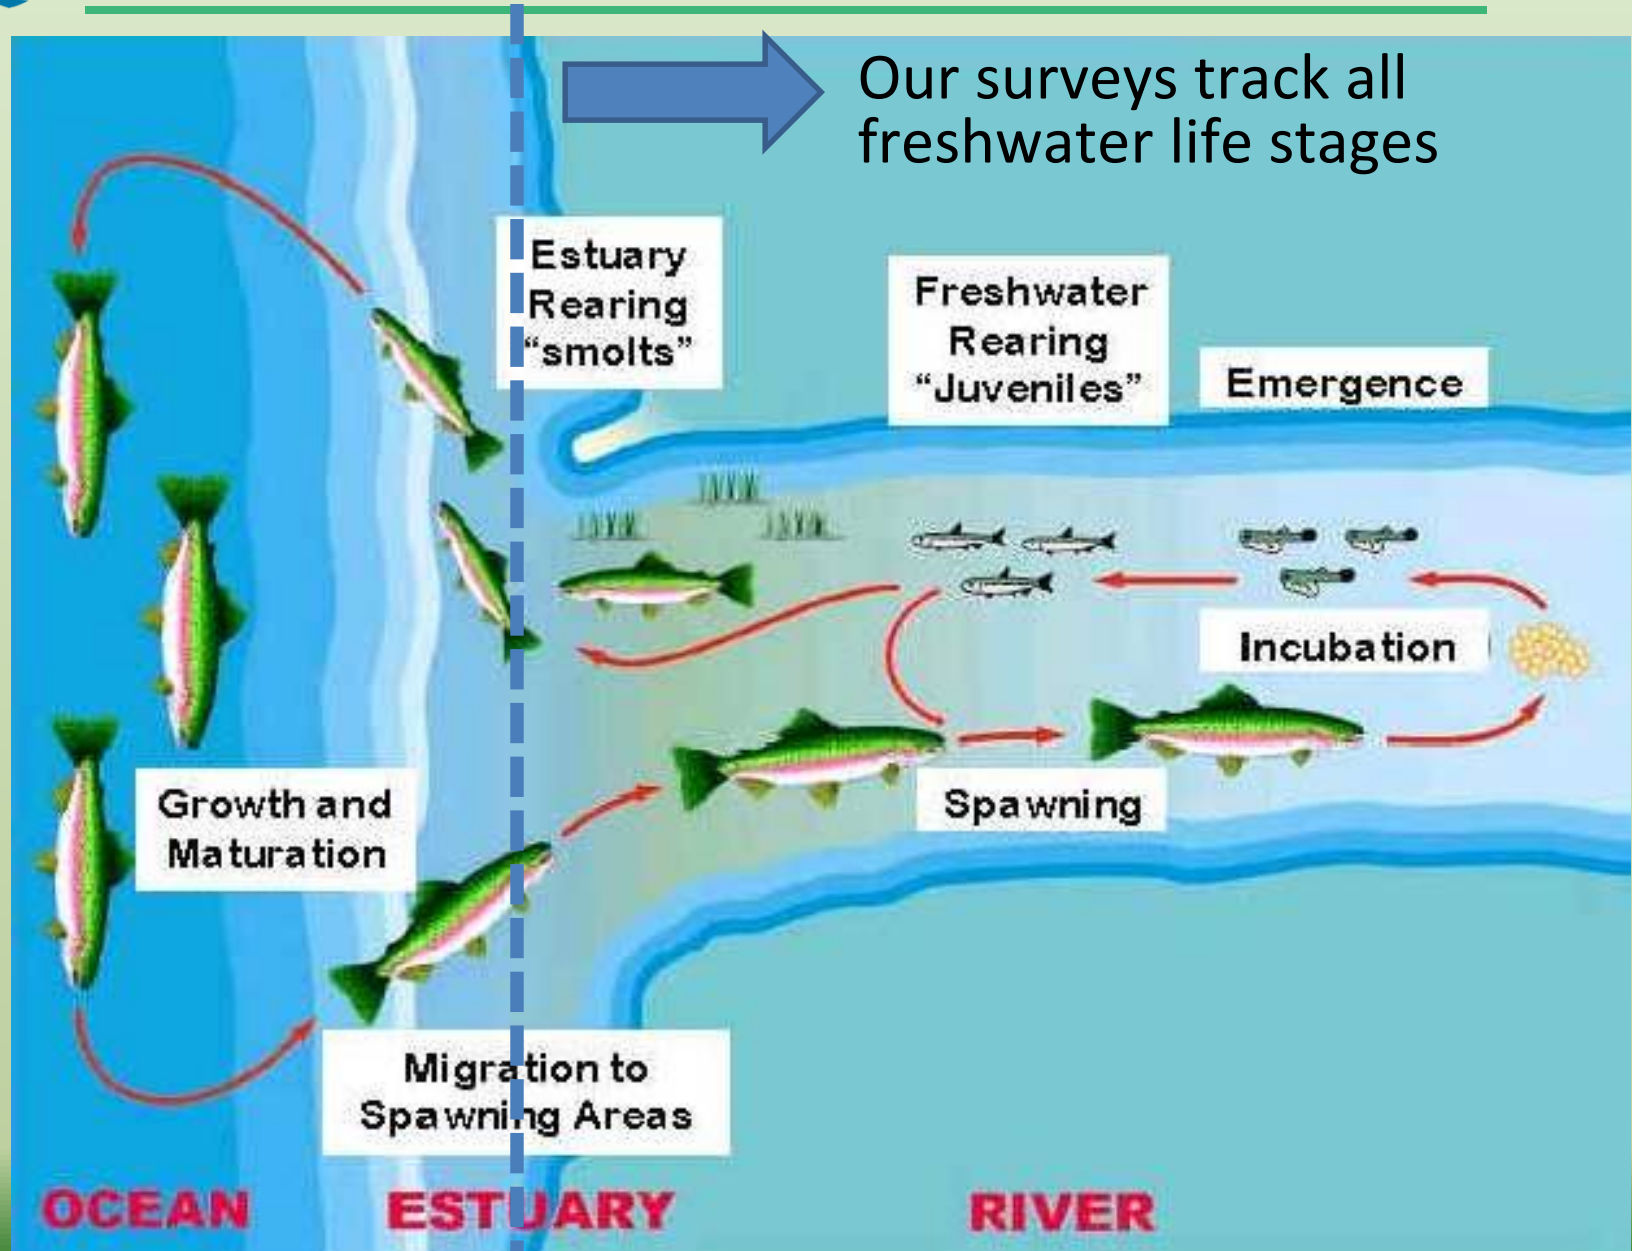 Our surveys track all
freshwater life stages
Estuary
Rearing
“smolts”
Freshwater
Rearing
“Juveniles”
Emergence
Incubation
Growth and
Maturation
Spawning
Migration to
Spawning Areas
OCEAN
ESTUARY
RIVER